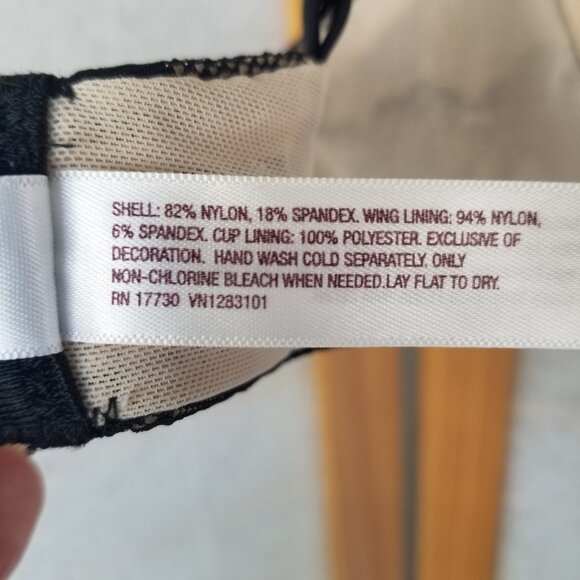 SHELL: 82% NYLON, 18% SPANDEX. WING LINING: 94% NYLON,
6% SPANDEX. CUP LINING: 100% POLYESTER. EXCLUSIVE OF
DECORATION. HAND WASH COLD SEPARATELY, ONLY
NON-CHLORINE BLEACH WHEN NEEDED.LAY FLAT TO DRY.
RN 17730 VN1283101